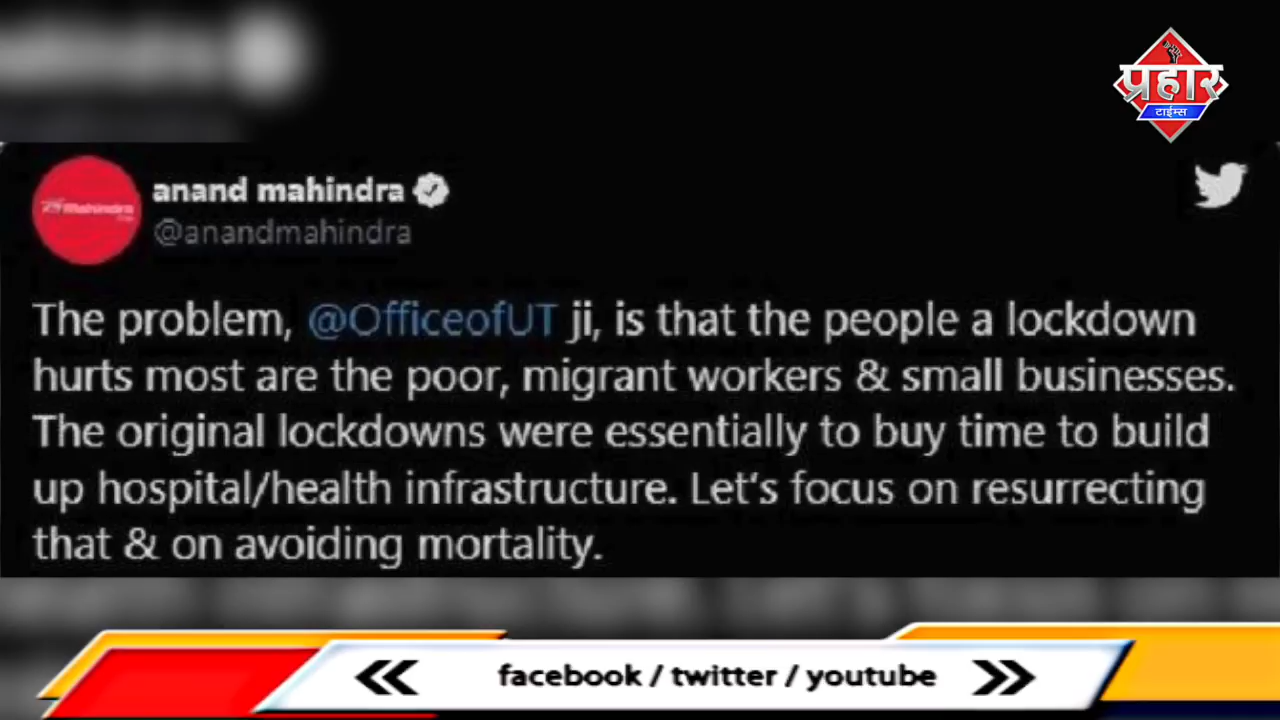 प्रहार
टाईम्स
anand mahindra
@anandmahindra
The problem, @OfficeofUT ji, is that the people a lockdown
hurts most are the poor, migrant workers & small businesses.
The original lockdowns were essentially to buy time to build
up hospital/health infrastructure. Let's focus on resurrecting
that & on avoiding mortality.
facebook / twitter / youtube